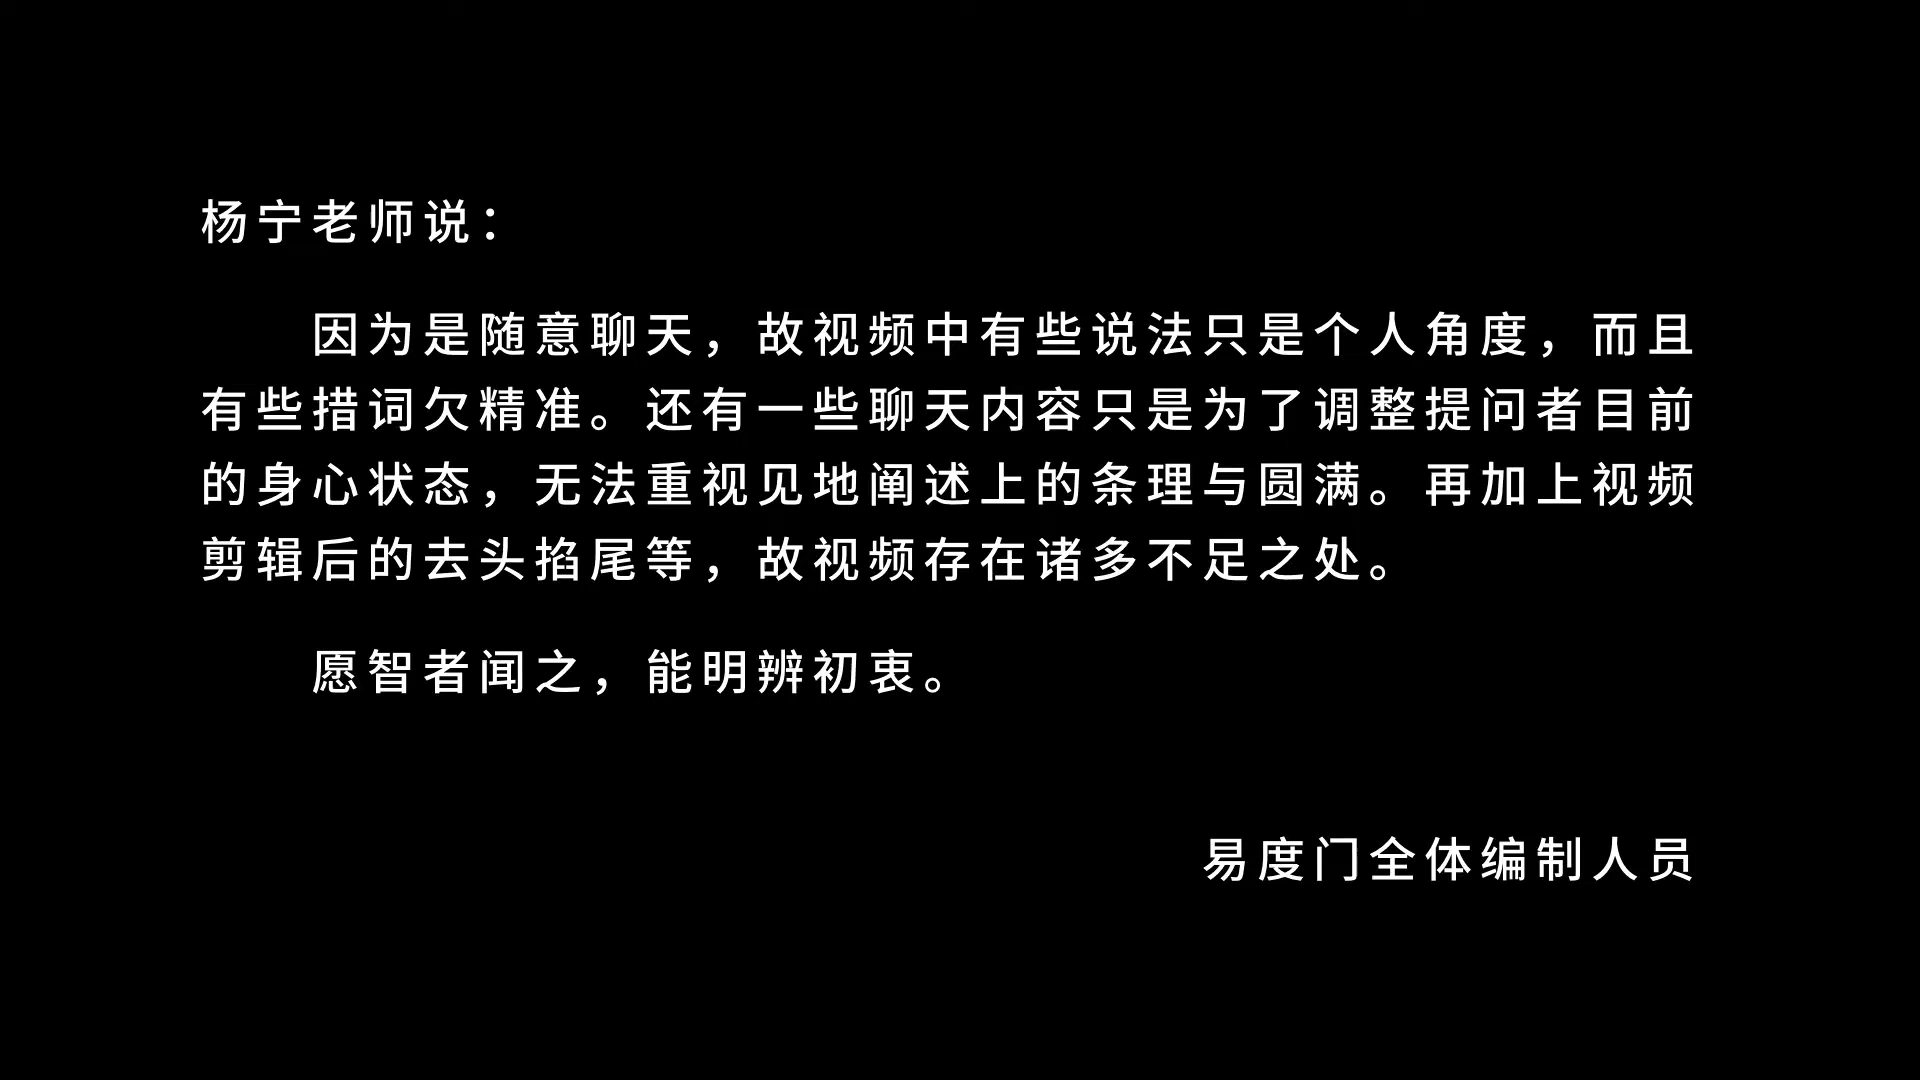 杨宁老师说：
因为是随意聊天，故视频中有些说法只是个人角度，而且
有些措词欠精准。还有一些聊天内容只是为了调整提问者目前
的身心状态，无法重视见地阐述上的条理与圆满。再加上视频
剪辑后的去头掐尾等，故视频存在诸多不足之处。
愿智者闻之，能明辨初衷。
易度门全体编制人员